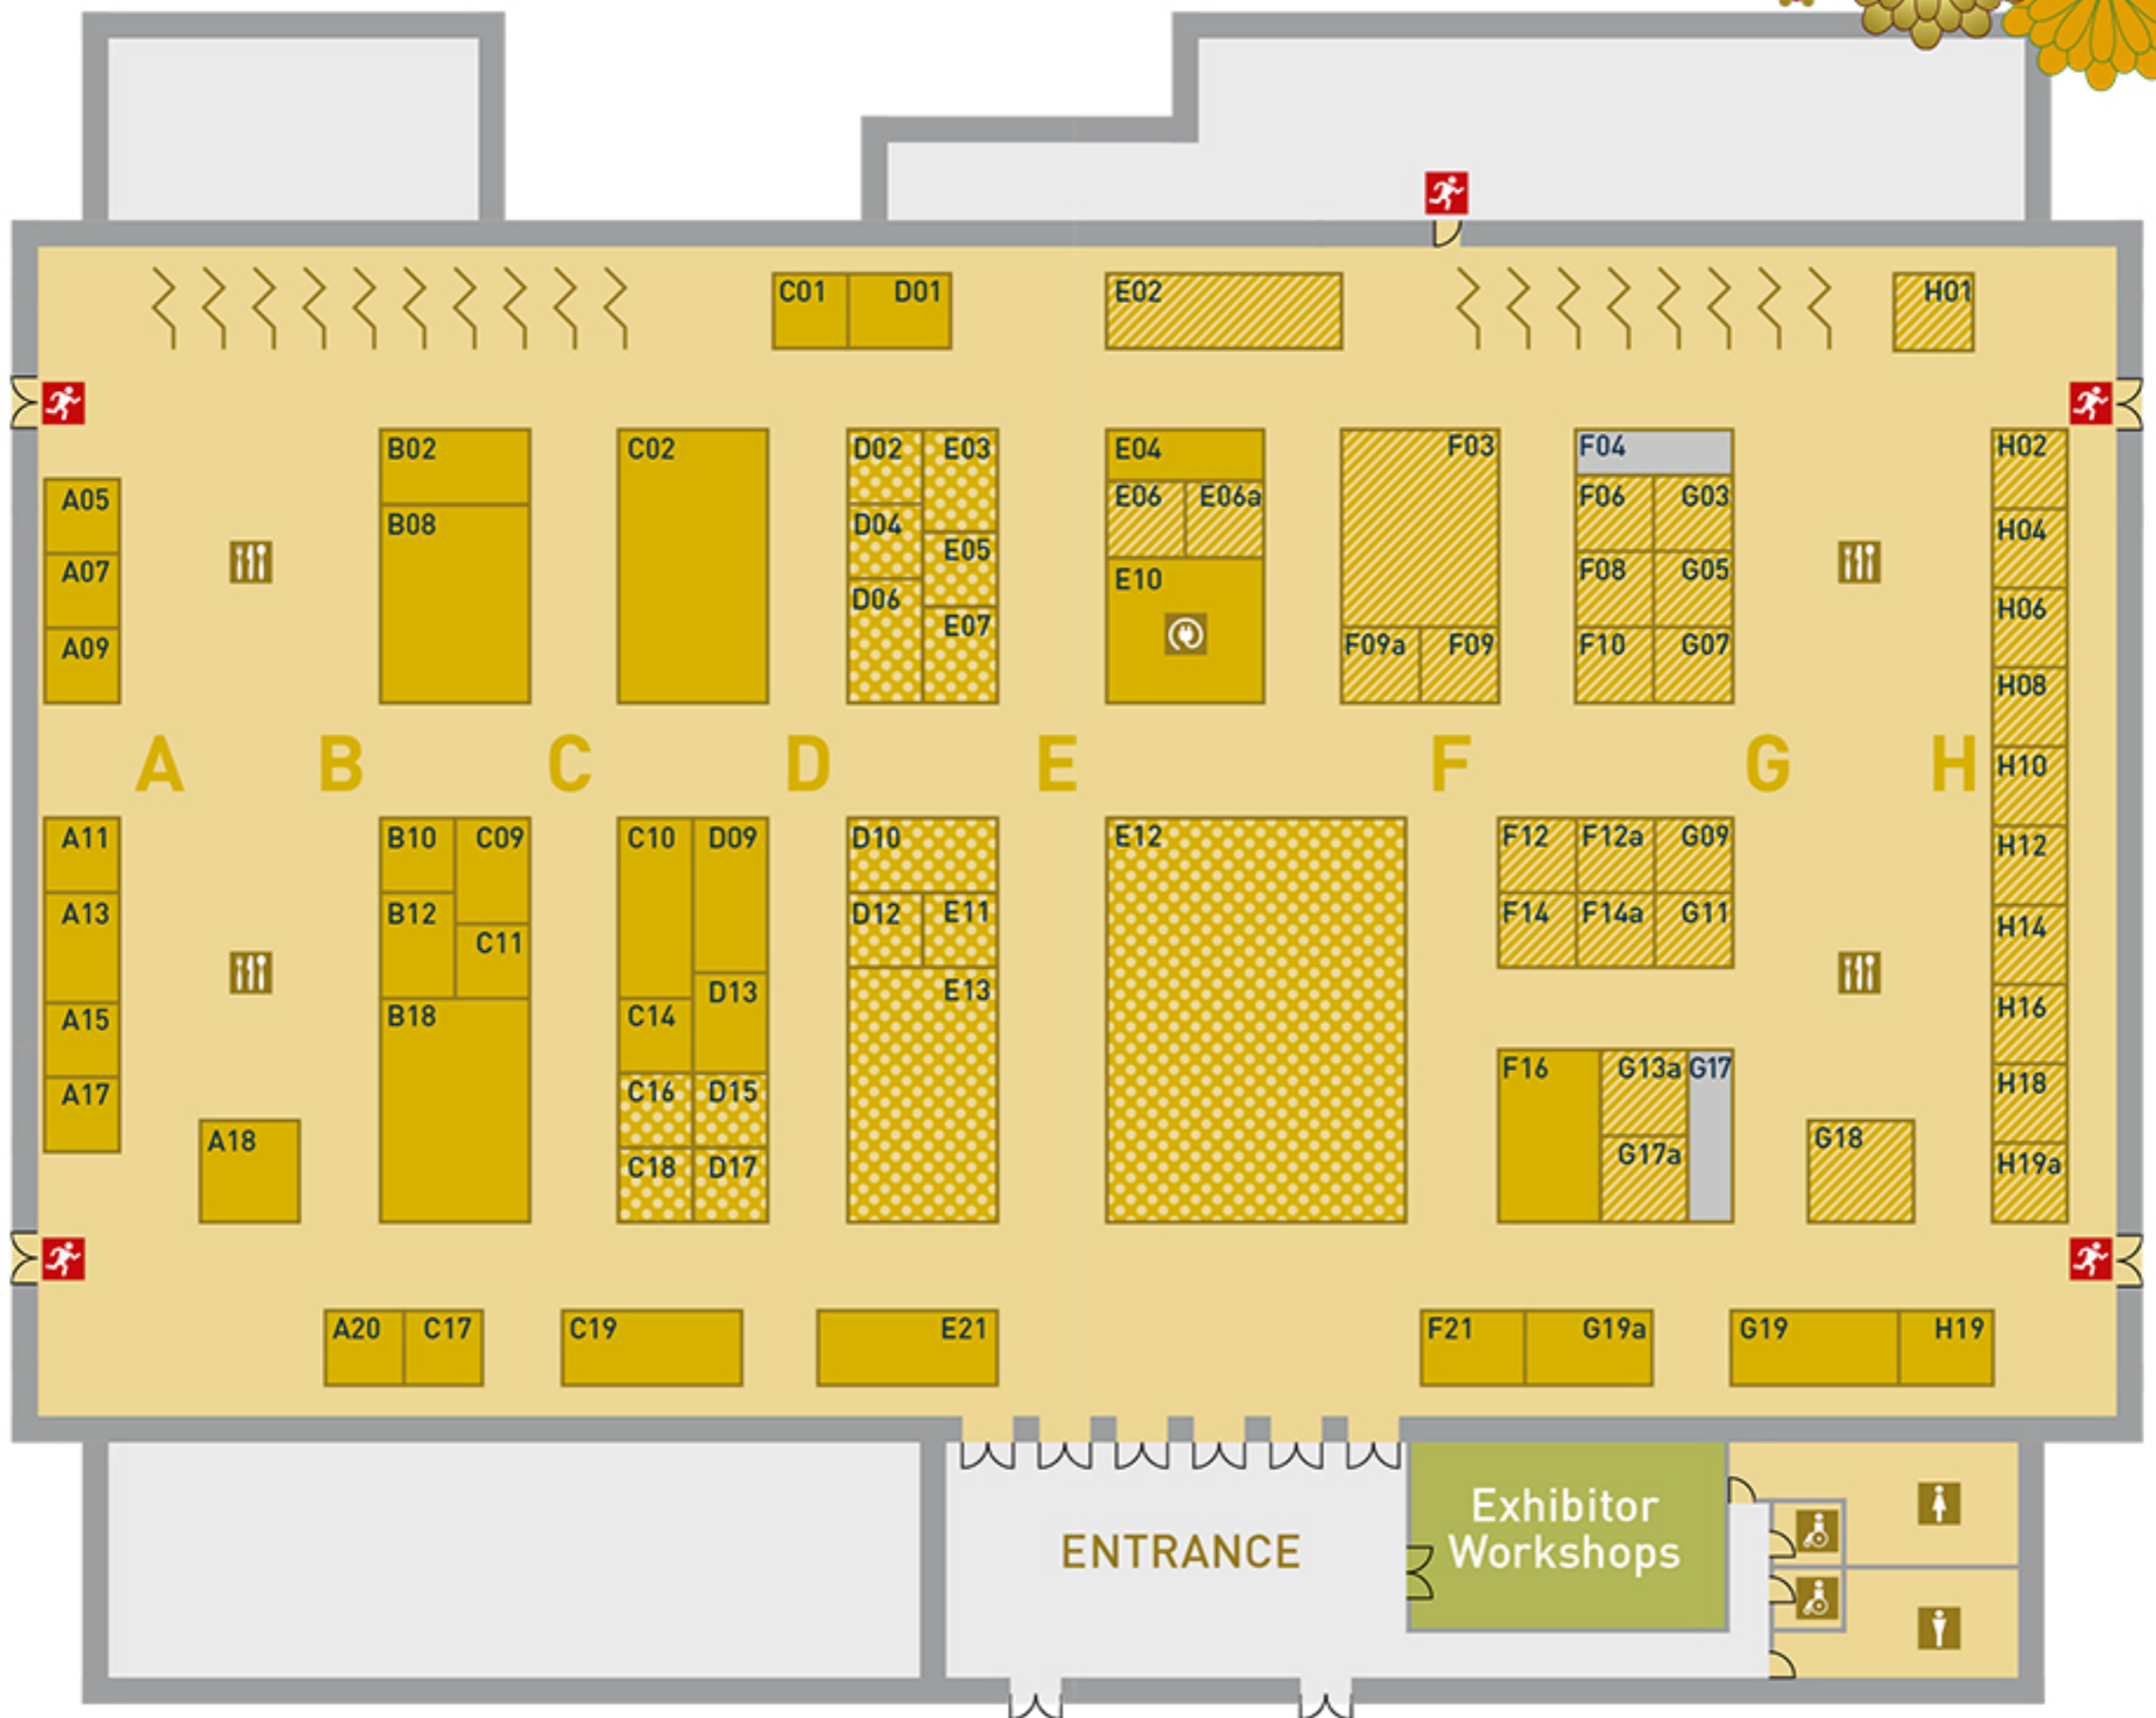 C01 D01 E02 H01
B02 C02 D02 E03 E04 F03 F04 H02
A05 B08 D04 E05 E06 E06a F06 G03 H04
A07 D06 E07 E10 F08 G05 H06
A09 F09a F09 F10 G07 H08
A B C D E F G H H10
A11 B10 C09 C10 D09 D10 E12 F12 F12a G09 H12
A13 B12 C11 D12 E11 F14 F14a G11 H14
A15 B18 C14 D13 E13 H16
A17 C16 D15 F16 G13a G17 H18
A18 C18 D17 G17a G18 H19a
A20 C17 C19 E21 F21 G19a G19 H19
ENTRANCE
Exhibitor
Workshops